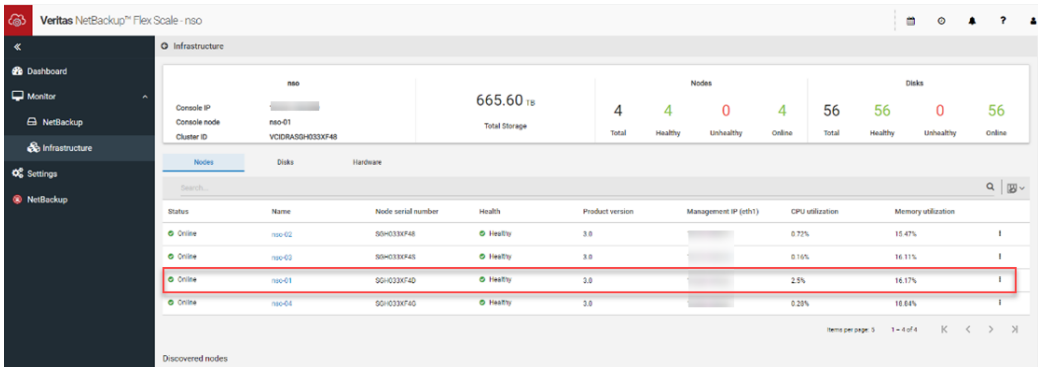 Veritas NetBackup™ Flex Scale - nso
?
«
Infrastructure
Dashboard
Monitor
NetBackup
Infrastructure
Settings
NetBackup
nso
Console IP
Console node nso-01
Cluster ID VCIDRASGH033XF48
665.60 TB
Total Storage
Nodes
4 4 0 4
Total Healthy Unhealthy Online
Disks
56 56 0 56
Total Healthy Unhealthy Online
Nodes Disks Hardware
Search...
Status Name Node serial number Health Product version Management IP (eth1) CPU utilization Memory utilization
Online nso-02 Healthy 3.0 0.72% 15.47%
Online nso-03 Healthy 3.0 0.16% 16.11%
Online nso-01 SGH033XF4D Healthy 3.0 2.5% 16.17%
Online nso-04 Healthy 3.0 0.28% 18.84%
Items per page: 5 1 – 4 of 4
Discovered nodes